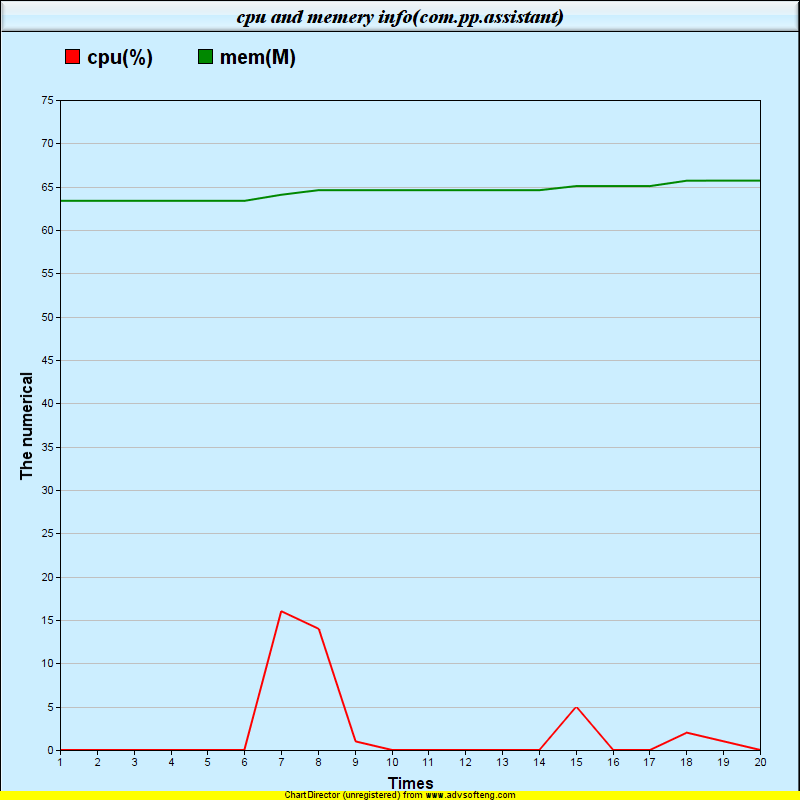 cpu and memery info(com.pp.assistant)
cpu(%) mem(M)
75
70
65
60
55
50
45
40
35
30
25
20
15
10
5
0
The numerical
1 2 3 4 5 6 7 8 9 10 11 12 13 14 15 16 17 18 19 20
Times
ChartDirector (unregistered) from www.advsofteng.com